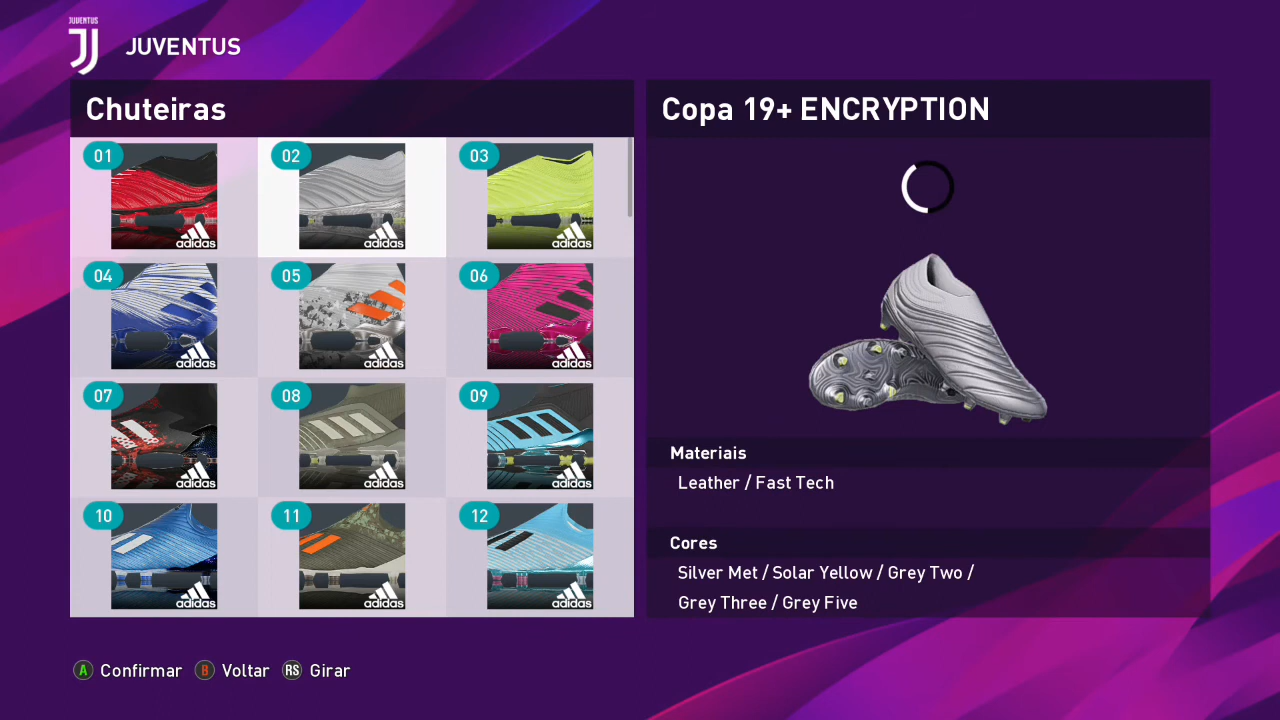 JUVENTUS
JUVENTUS
Chuteiras
Copa 19+ ENCRYPTION
01
adidas
02
adidas
03
adidas
04
adidas
05
adidas
06
adidas
07
adidas
08
adidas
09
adidas
10
adidas
11
adidas
12
adidas
Materiais
Leather / Fast Tech
Cores
Silver Met / Solar Yellow / Grey Two /
Grey Three / Grey Five
A Confirmar B Voltar RS Girar